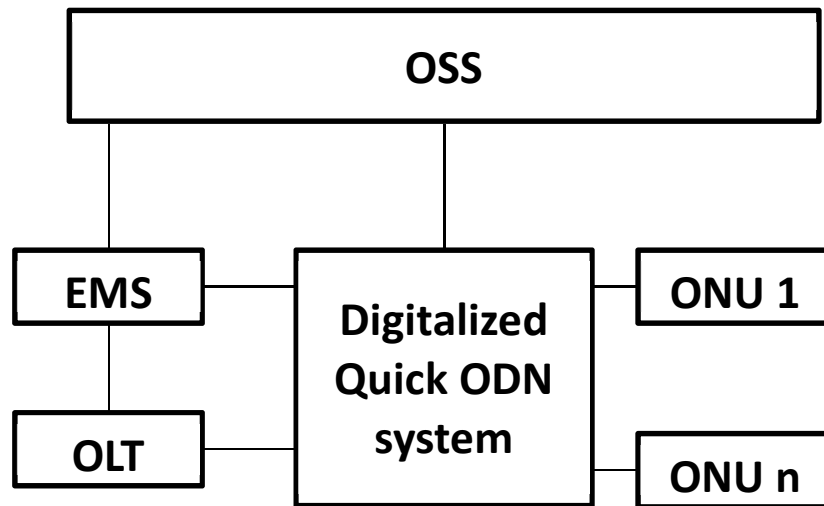 OSS
EMS
Digitalized
Quick ODN
system
ONU 1
OLT
ONU n